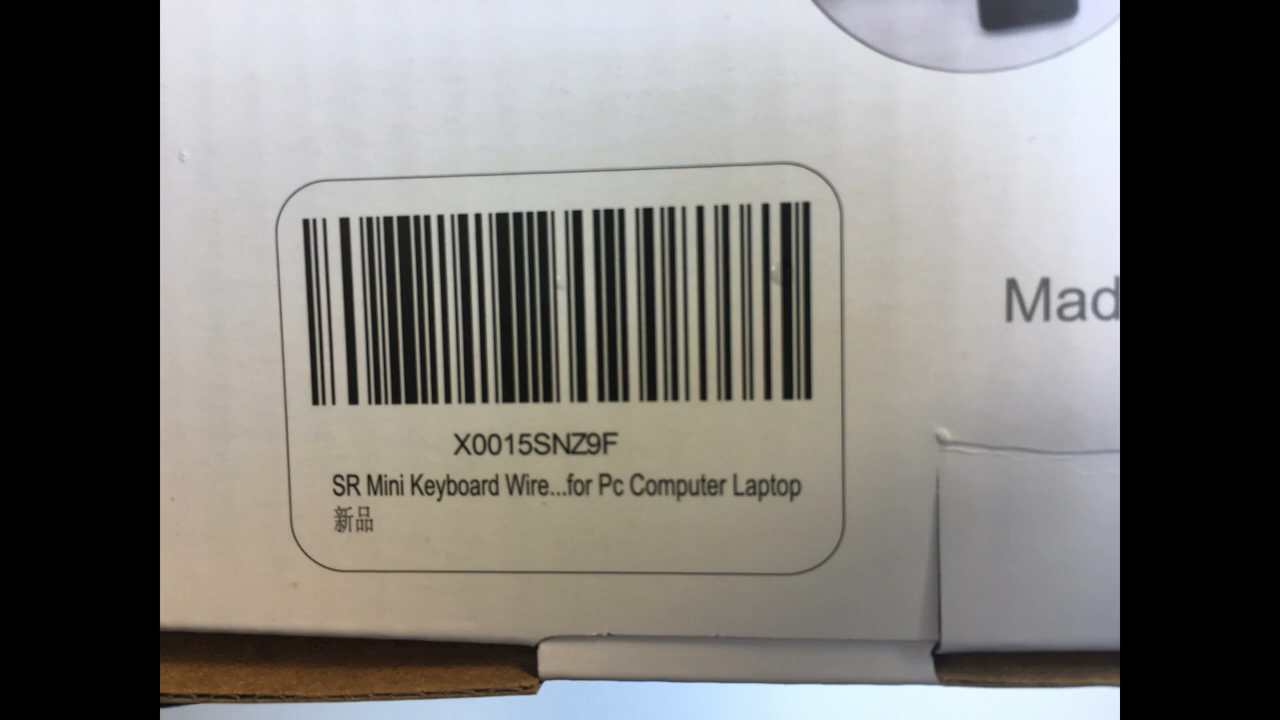 X0015SNZ9F
SR Mini Keyboard Wire...for Pc Computer Laptop
新品
Mad